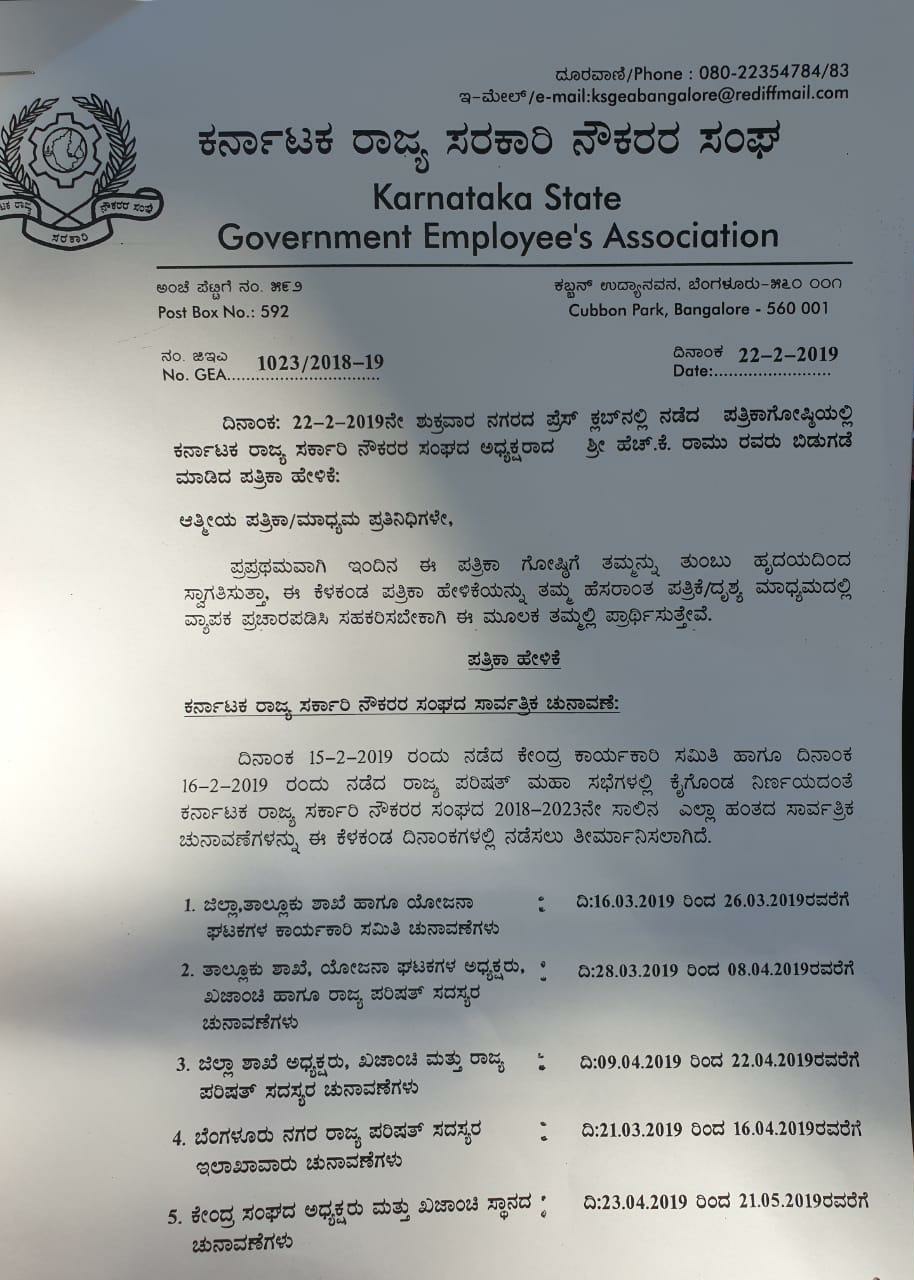 ದೂರವಾಣಿ/Phone : 080-22354784/83
ಇ-ಮೇಲ್/e-mail:ksgeabangalore@rediffmail.com
ಕರ್ನಾಟಕ ರಾಜ್ಯ ಸರಕಾರಿ ನೌಕರರ ಸಂಘ
Karnataka State
Government Employee's Association
ನೌಕರರ ಸಂಘ
ಸರಕಾರಿ
ಅಂಚೆ ಪೆಟ್ಟಿಗೆ ನಂ. ೫೯೨
ಕಬ್ಬನ್ ಉದ್ಯಾನವನ, ಬೆಂಗಳೂರು-೫೬೦ ೦೦೧
Post Box No.: 592
Cubbon Park, Bangalore - 560 001
ನಂ. ಜಿಇಎ
No. GEA.... 1023/2018-19
ದಿನಾಂಕ 22-2-2019
Date:........................
ದಿನಾಂಕ: 22-2-2019ನೇ ಶುಕ್ರವಾರ ನಗರದ ಪ್ರೆಸ್ ಕ್ಲಬ್‌ನಲ್ಲಿ ನಡೆದ ಪತ್ರಿಕಾಗೋಷ್ಠಿಯಲ್ಲಿ
ಕರ್ನಾಟಕ ರಾಜ್ಯ ಸರ್ಕಾರಿ ನೌಕರರ ಸಂಘದ ಅಧ್ಯಕ್ಷರಾದ ಶ್ರೀ ಹೆಚ್.ಕೆ. ರಾಮು ರವರು ಬಿಡುಗಡೆ
ಮಾಡಿದ ಪತ್ರಿಕಾ ಹೇಳಿಕೆ:
ಆತ್ಮೀಯ ಪತ್ರಿಕಾ/ಮಾಧ್ಯಮ ಪ್ರತಿನಿಧಿಗಳೇ,
ಪ್ರಪ್ರಥಮವಾಗಿ ಇಂದಿನ ಈ ಪತ್ರಿಕಾ ಗೋಷ್ಠಿಗೆ ತಮ್ಮನ್ನು ತುಂಬು ಹೃದಯದಿಂದ
ಸ್ವಾಗತಿಸುತ್ತಾ, ಈ ಕೆಳಕಂಡ ಪತ್ರಿಕಾ ಹೇಳಿಕೆಯನ್ನು ತಮ್ಮ ಹೆಸರಾಂತ ಪತ್ರಿಕೆ/ದೃಶ್ಯ ಮಾಧ್ಯಮದಲ್ಲಿ
ವ್ಯಾಪಕ ಪ್ರಚಾರಪಡಿಸಿ ಸಹಕರಿಸಬೇಕಾಗಿ ಈ ಮೂಲಕ ತಮ್ಮಲ್ಲಿ ಪ್ರಾರ್ಥಿಸುತ್ತೇವೆ.
ಪತ್ರಿಕಾ ಹೇಳಿಕೆ
ಕರ್ನಾಟಕ ರಾಜ್ಯ ಸರ್ಕಾರಿ ನೌಕರರ ಸಂಘದ ಸಾರ್ವತ್ರಿಕ ಚುನಾವಣೆ:
ದಿನಾಂಕ 15-2-2019 ರಂದು ನಡೆದ ಕೇಂದ್ರ ಕಾರ್ಯಕಾರಿ ಸಮಿತಿ ಹಾಗೂ ದಿನಾಂಕ
16-2-2019 ರಂದು ನಡೆದ ರಾಜ್ಯ ಪರಿಷತ್ ಮಹಾ ಸಭೆಗಳಲ್ಲಿ ಕೈಗೊಂಡ ನಿರ್ಣಯದಂತೆ
ಕರ್ನಾಟಕ ರಾಜ್ಯ ಸರ್ಕಾರಿ ನೌಕರರ ಸಂಘದ 2018-2023ನೇ ಸಾಲಿನ ಎಲ್ಲಾ ಹಂತದ ಸಾರ್ವತ್ರಿಕ
ಚುನಾವಣೆಗಳನ್ನು ಈ ಕೆಳಕಂಡ ದಿನಾಂಕಗಳಲ್ಲಿ ನಡೆಸಲು ತೀರ್ಮಾನಿಸಲಾಗಿದೆ.
1. ಜಿಲ್ಲಾ,ತಾಲ್ಲೂಕು ಶಾಖೆ ಹಾಗೂ ಯೋಜನಾ : ದಿ:16.03.2019 ರಿಂದ 26.03.2019ರವರೆಗೆ
ಘಟಕಗಳ ಕಾರ್ಯಕಾರಿ ಸಮಿತಿ ಚುನಾವಣೆಗಳು
2. ತಾಲ್ಲೂಕು ಶಾಖೆ, ಯೋಜನಾ ಘಟಕಗಳ ಅಧ್ಯಕ್ಷರು, : ದಿ:28.03.2019 ರಿಂದ 08.04.2019ರವರೆಗೆ
ಖಜಾಂಚಿ ಹಾಗೂ ರಾಜ್ಯ ಪರಿಷತ್ ಸದಸ್ಯರ
ಚುನಾವಣೆಗಳು
3. ಜಿಲ್ಲಾ ಶಾಖೆ ಅಧ್ಯಕ್ಷರು, ಖಜಾಂಚಿ ಮತ್ತು ರಾಜ್ಯ : ದಿ:09.04.2019 ರಿಂದ 22.04.2019ರವರೆಗೆ
ಪರಿಷತ್ ಸದಸ್ಯರ ಚುನಾವಣೆಗಳು
4. ಬೆಂಗಳೂರು ನಗರ ರಾಜ್ಯ ಪರಿಷತ್ ಸದಸ್ಯರ : ದಿ:21.03.2019 ರಿಂದ 16.04.2019ರವರೆಗೆ
ಇಲಾಖಾವಾರು ಚುನಾವಣೆಗಳು
5. ಕೇಂದ್ರ ಸಂಘದ ಅಧ್ಯಕ್ಷರು ಮತ್ತು ಖಜಾಂಚಿ ಸ್ಥಾನದ : ದಿ:23.04.2019 ರಿಂದ 21.05.2019ರವರೆಗೆ
ಚುನಾವಣೆಗಳು